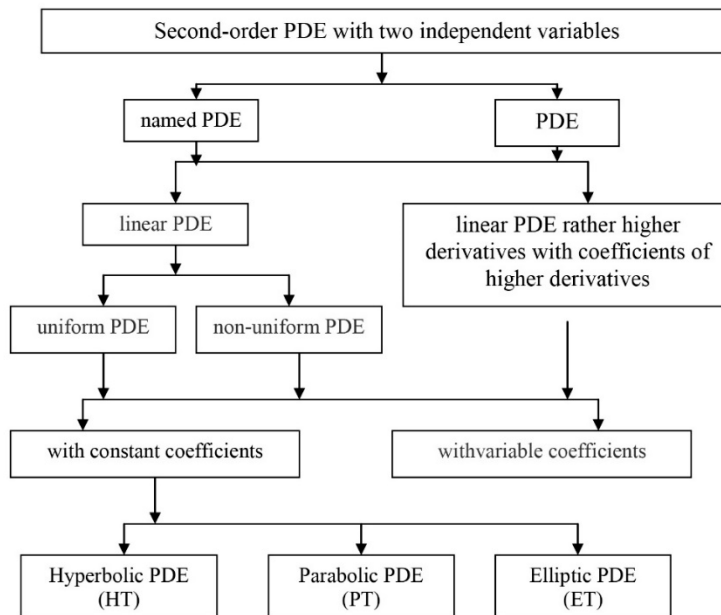 Second-order PDE with two independent variables
named PDE
PDE
linear PDE
linear PDE rather higher
derivatives with coefficients of
higher derivatives
uniform PDE
non-uniform PDE
with constant coefficients
withvariable coefficients
Hyperbolic PDE
(HT)
Parabolic PDE
(PT)
Elliptic PDE
(ET)